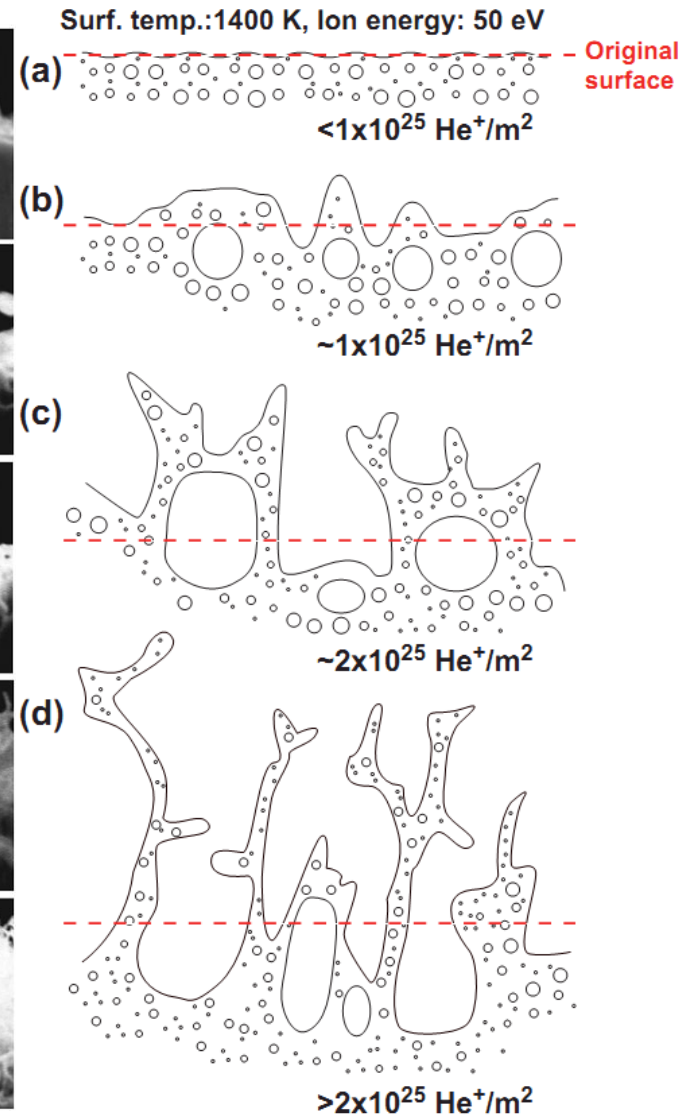 Surf. temp.:1400 K, Ion energy: 50 eV
Original
surface
(a)
<1x10²⁵ He⁺/m²
(b)
~1x10²⁵ He⁺/m²
(c)
~2x10²⁵ He⁺/m²
(d)
>2x10²⁵ He⁺/m²